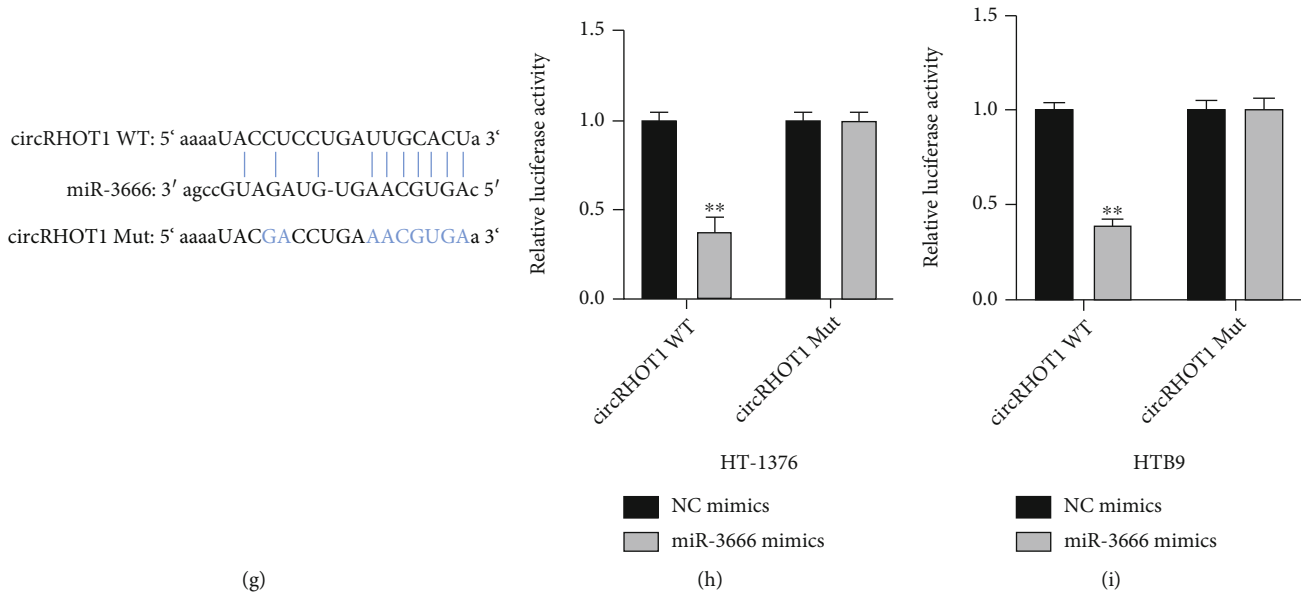 circRHOT1 WT: 5‘ aaaaUACCUCCUGAUUGCACUa 3‘
miR-3666: 3′ agccGUAGAUG-UGAACGUGAc 5′
circRHOT1 Mut: 5‘ aaaaUACGACCUGAAACGUGAa 3‘
(g)
Relative luciferase activity
1.5
1.0
0.5
0.0
**
circRHOT1 WT
circRHOT1 Mut
HT-1376
NC mimics
miR-3666 mimics
(h)
Relative luciferase activity
1.5
1.0
0.5
0.0
**
circRHOT1 WT
circRHOT1 Mut
HTB9
NC mimics
miR-3666 mimics
(i)